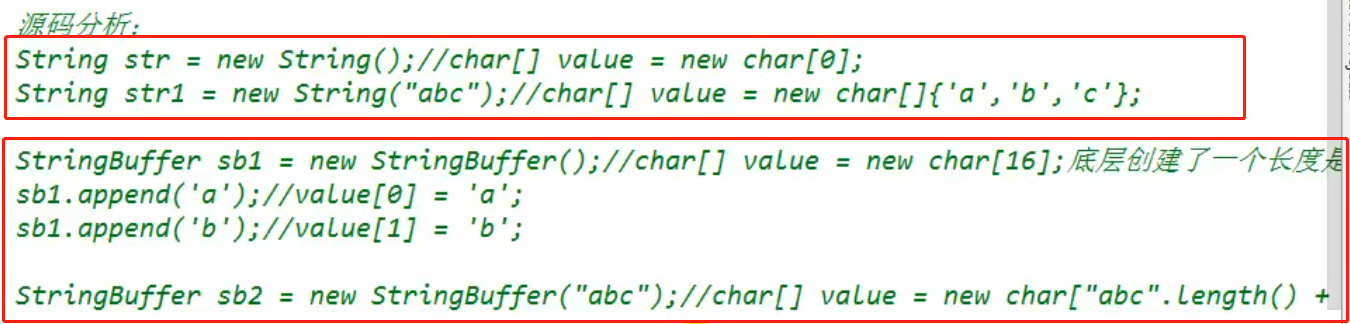 源码分析:
String str = new String();//char[] value = new char[0];
String str1 = new String("abc");//char[] value = new char[]{'a','b','c'};
StringBuffer sb1 = new StringBuffer();//char[] value = new char[16];底层创建了一个长度是
sb1.append('a');//value[0] = 'a';
sb1.append('b');//value[1] = 'b';
StringBuffer sb2 = new StringBuffer("abc");//char[] value = new char["abc".length() +